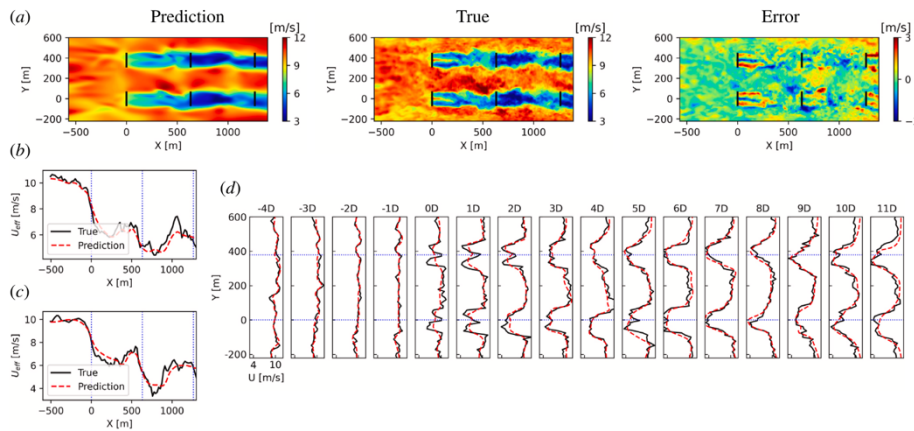 (a) Prediction True Error
[m/s] [m/s] [m/s]
600 600 600
400 400 400
200 200 200
0 0 0
−200 −200 −200
Y [m] Y [m] Y [m]
12 12 3
9 9 0
6 6
3 3 −3
−500 0 500 1000 −500 0 500 1000 −500 0 500 1000
X [m] X [m] X [m]
(b)
10
8
6
U_eff [m/s]
True
Prediction
−500 0 500 1000
X [m]
(c)
10
8
6
4
U_eff [m/s]
True
Prediction
−500 0 500 1000
X [m]
(d)
-4D -3D -2D -1D 0D 1D 2D 3D 4D 5D 6D 7D 8D 9D 10D 11D
600
400
200
0
−200
Y [m]
4 10
U [m/s]